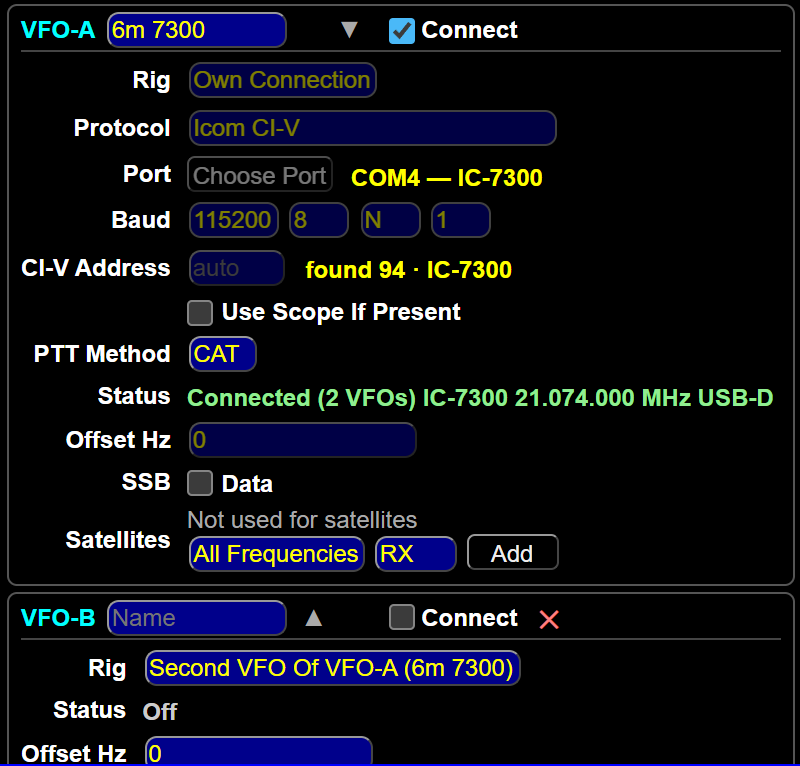 VFO-A 6m 7300 ▼ Connect
Rig Own Connection
Protocol Icom CI-V
Port Choose Port COM4 — IC-7300
Baud 115200 8 N 1
CI-V Address auto found 94 · IC-7300
Use Scope If Present
PTT Method CAT
Status Connected (2 VFOs) IC-7300 21.074.000 MHz USB-D
Offset Hz 0
SSB Data
Not used for satellites
Satellites All Frequencies RX Add
VFO-B Name ▲ Connect
Rig Second VFO Of VFO-A (6m 7300)
Status Off
Offset Hz 0